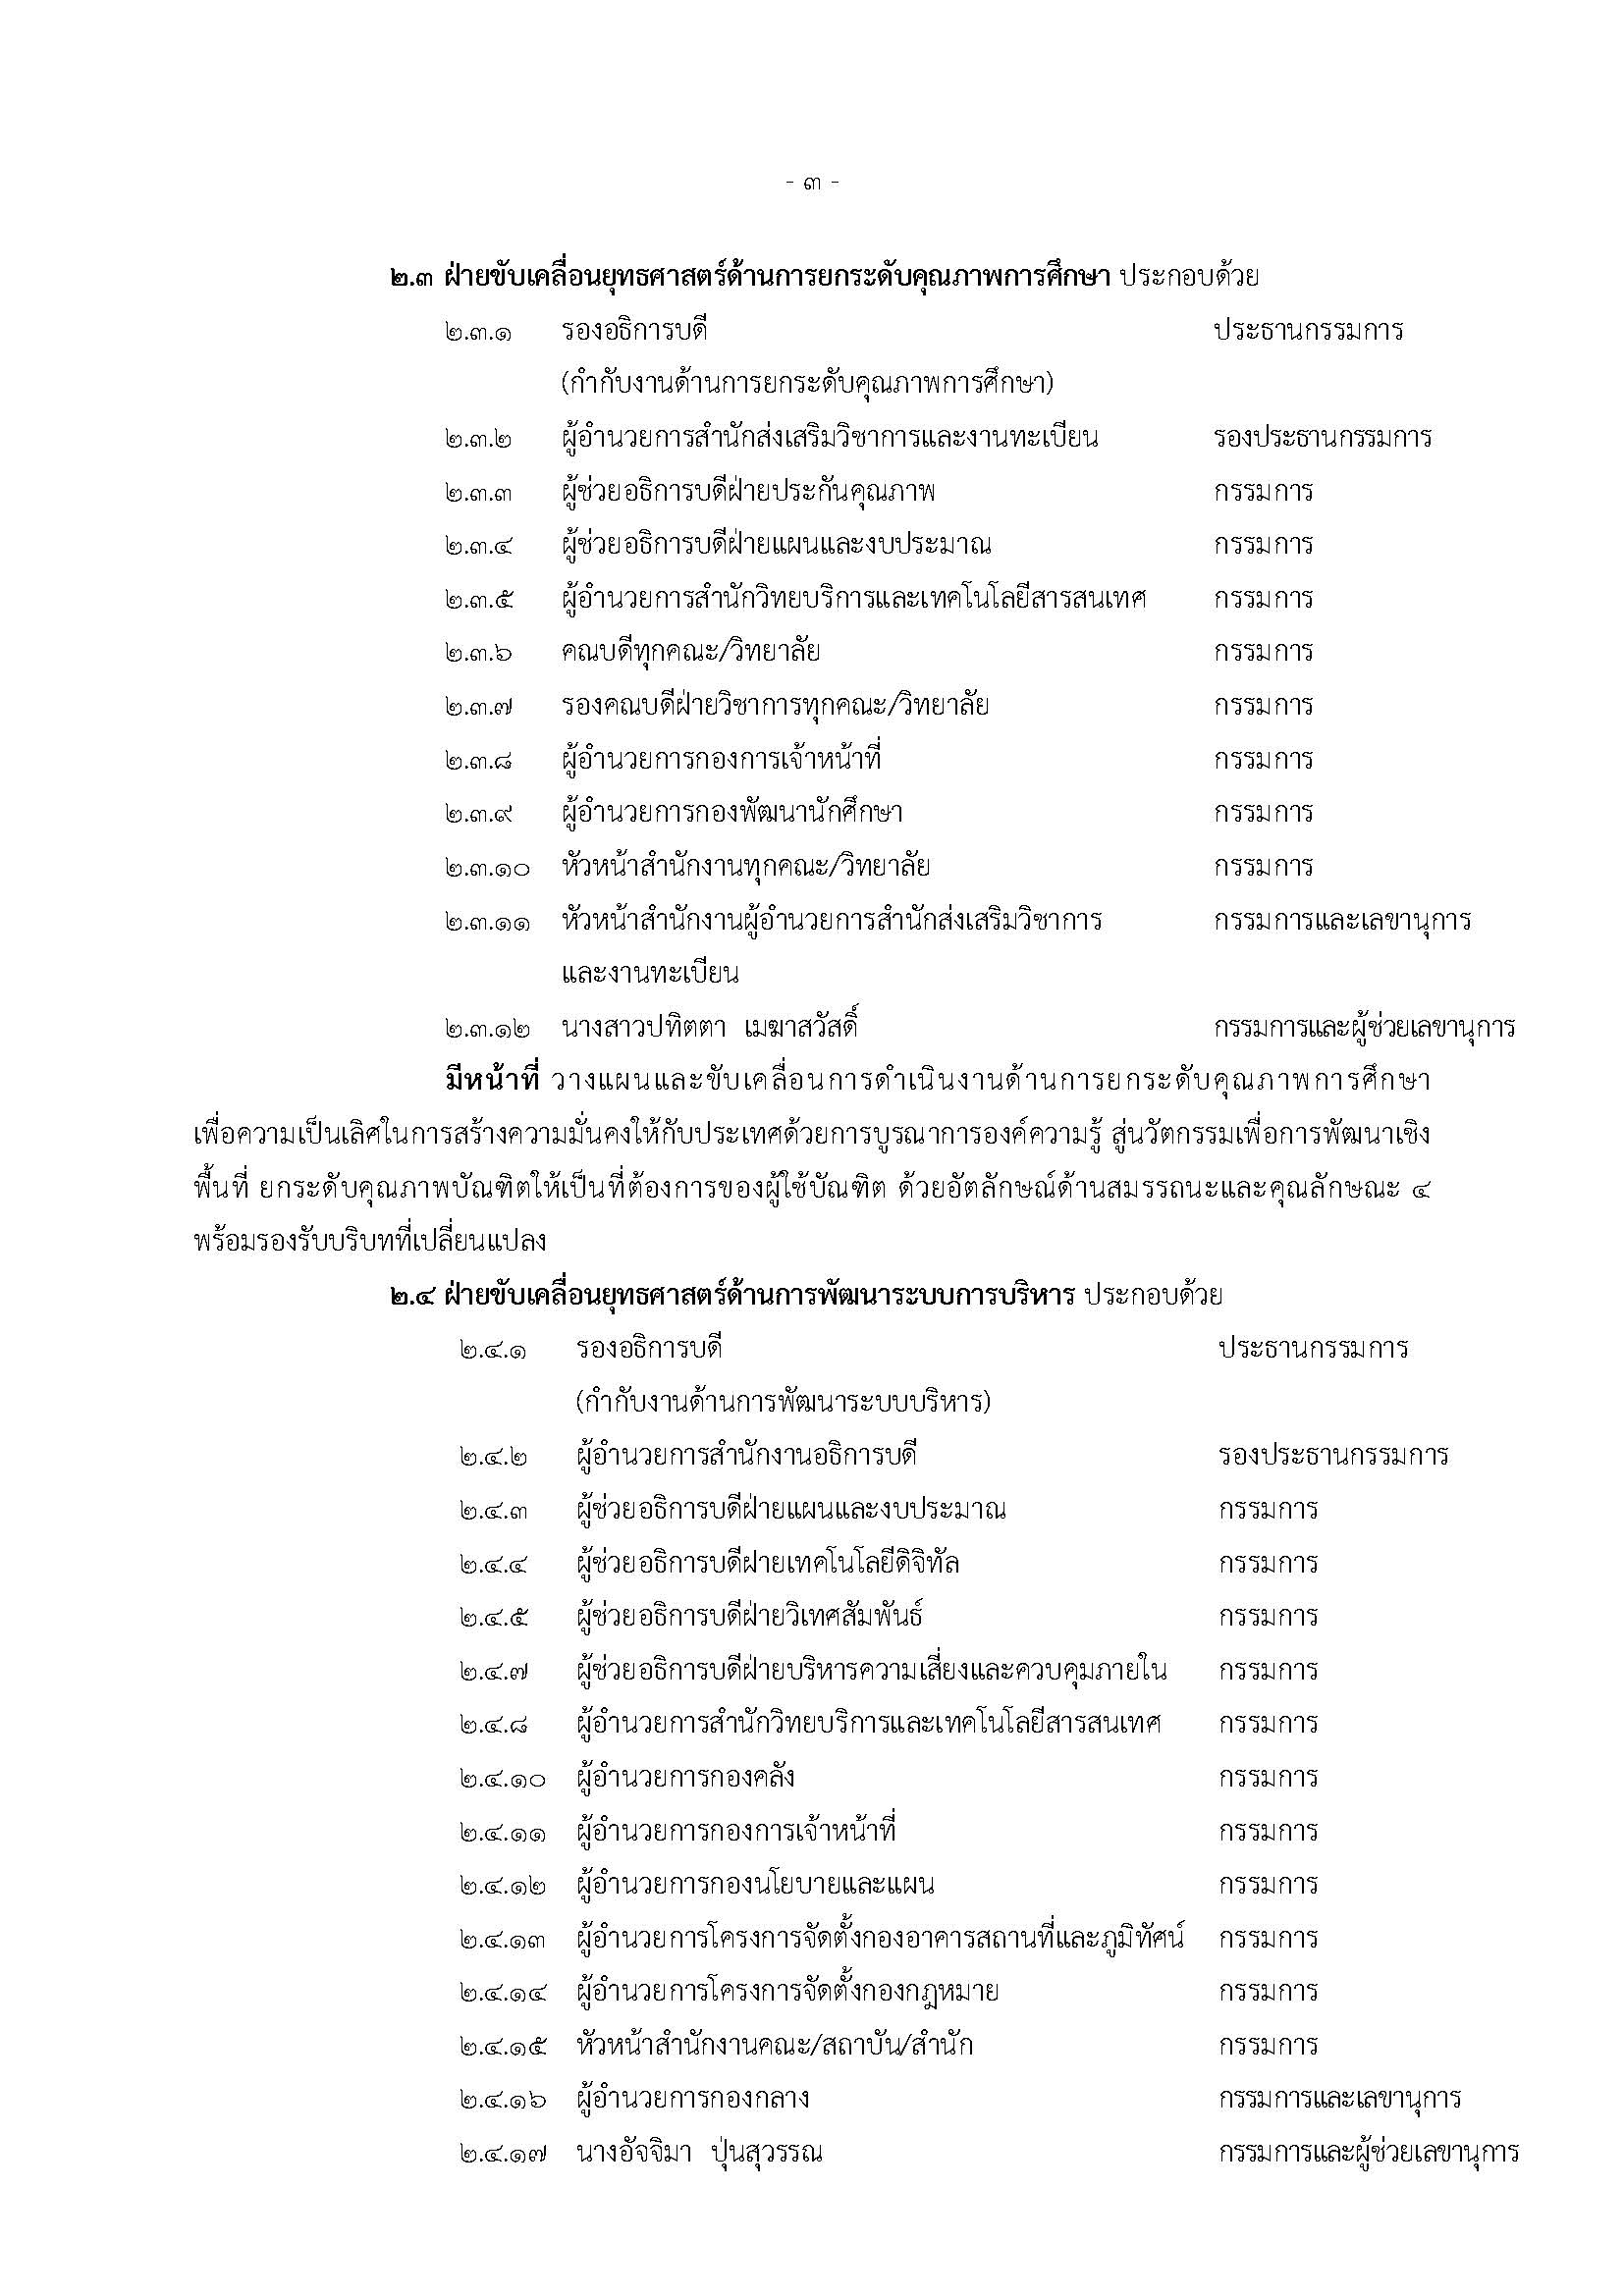 - ๓ -
๒.๓ ฝ่ายขับเคลื่อนยุทธศาสตร์ด้านการยกระดับคุณภาพการศึกษา ประกอบด้วย
๒.๓.๑ รองอธิการบดี ประธานกรรมการ
(กำกับงานด้านการยกระดับคุณภาพการศึกษา)
๒.๓.๒ ผู้อำนวยการสำนักส่งเสริมวิชาการและงานทะเบียน รองประธานกรรมการ
๒.๓.๓ ผู้ช่วยอธิการบดีฝ่ายประกันคุณภาพ กรรมการ
๒.๓.๔ ผู้ช่วยอธิการบดีฝ่ายแผนและงบประมาณ กรรมการ
๒.๓.๕ ผู้อำนวยการสำนักวิทยบริการและเทคโนโลยีสารสนเทศ กรรมการ
๒.๓.๖ คณบดีทุกคณะ/วิทยาลัย กรรมการ
๒.๓.๗ รองคณบดีฝ่ายวิชาการทุกคณะ/วิทยาลัย กรรมการ
๒.๓.๘ ผู้อำนวยการกองการเจ้าหน้าที่ กรรมการ
๒.๓.๙ ผู้อำนวยการกองพัฒนานักศึกษา กรรมการ
๒.๓.๑๐ หัวหน้าสำนักงานทุกคณะ/วิทยาลัย กรรมการ
๒.๓.๑๑ หัวหน้าสำนักงานผู้อำนวยการสำนักส่งเสริมวิชาการ กรรมการและเลขานุการ
และงานทะเบียน
๒.๓.๑๒ นางสาวปทิตตา เมฆาสวัสดิ์ กรรมการและผู้ช่วยเลขานุการ
มีหน้าที่ วางแผนและขับเคลื่อนการดำเนินงานด้านการยกระดับคุณภาพการศึกษา
เพื่อความเป็นเลิศในการสร้างความมั่นคงให้กับประเทศด้วยการบูรณาการองค์ความรู้ สู่นวัตกรรมเพื่อการพัฒนาเชิง
พื้นที่ ยกระดับคุณภาพบัณฑิตให้เป็นที่ต้องการของผู้ใช้บัณฑิต ด้วยอัตลักษณ์ด้านสมรรถนะและคุณลักษณะ ๔
พร้อมรองรับบริบทที่เปลี่ยนแปลง
๒.๔ ฝ่ายขับเคลื่อนยุทธศาสตร์ด้านการพัฒนาระบบการบริหาร ประกอบด้วย
๒.๔.๑ รองอธิการบดี ประธานกรรมการ
(กำกับงานด้านการพัฒนาระบบบริหาร)
๒.๔.๒ ผู้อำนวยการสำนักงานอธิการบดี รองประธานกรรมการ
๒.๔.๓ ผู้ช่วยอธิการบดีฝ่ายแผนและงบประมาณ กรรมการ
๒.๔.๔ ผู้ช่วยอธิการบดีฝายเทคโนโลยีดิจิทัล กรรมการ
๒.๔.๕ ผู้ช่วยอธิการบดีฝ่ายวิเทศสัมพันธ์ กรรมการ
๒.๔.๗ ผู้ช่วยอธิการบดีฝ่ายบริหารความเสี่ยงและควบคุมภายใน กรรมการ
๒.๔.๘ ผู้อำนวยการสำนักวิทยบริการและเทคโนโลยีสารสนเทศ กรรมการ
๒.๔.๑๐ ผู้อำนวยการกองคลัง กรรมการ
๒.๔.๑๑ ผู้อำนวยการกองการเจ้าหน้าที่ กรรมการ
๒.๔.๑๒ ผู้อำนวยการกองนโยบายและแผน กรรมการ
๒.๔.๑๓ ผู้อำนวยการโครงการจัดตั้งกองอาคารสถานที่และภูมิทัศน์ กรรมการ
๒.๔.๑๔ ผู้อำนวยการโครงการจัดตั้งกองกฎหมาย กรรมการ
๒.๔.๑๕ หัวหน้าสำนักงานคณะ/สถาบัน/สำนัก กรรมการ
๒.๔.๑๖ ผู้อำนวยการกองกลาง กรรมการและเลขานุการ
๒.๔.๑๗ นางอัจจิมา ปุ่นสุวรรณ กรรมการและผู้ช่วยเลขานุการ